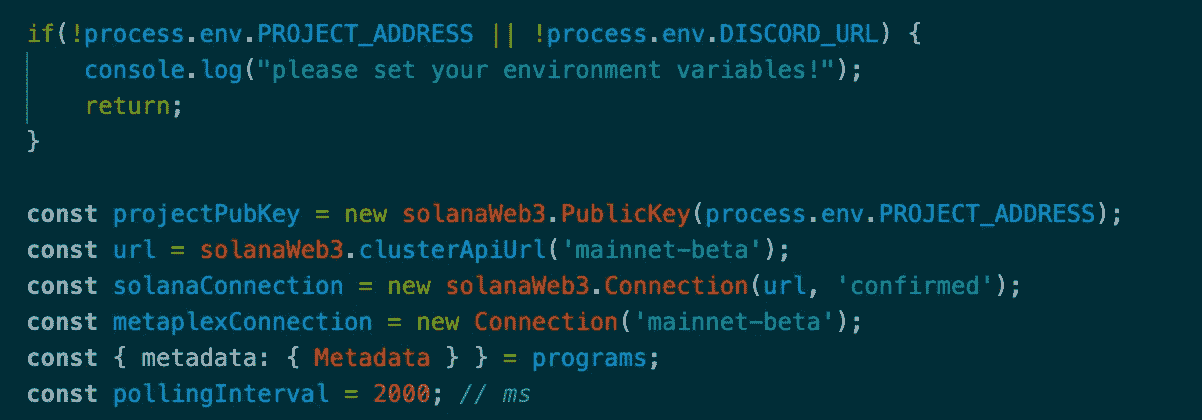 if(!process.env.PROJECT_ADDRESS || !process.env.DISCORD_URL) {
    console.log("please set your environment variables!");
    return;
}

const projectPubKey = new solanaWeb3.PublicKey(process.env.PROJECT_ADDRESS);
const url = solanaWeb3.clusterApiUrl('mainnet-beta');
const solanaConnection = new solanaWeb3.Connection(url, 'confirmed');
const metaplexConnection = new Connection('mainnet-beta');
const { metadata: { Metadata } } = programs;
const pollingInterval = 2000; // ms